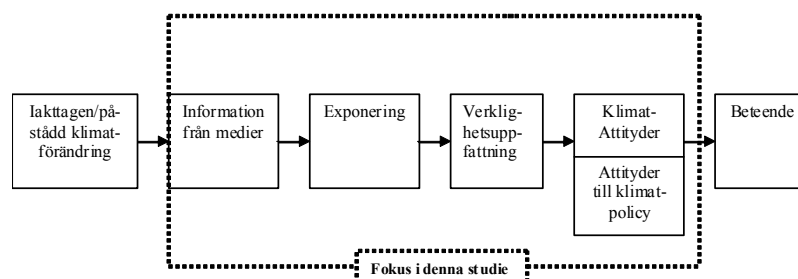 Iakttagen/på-
stådd klimat-
förändring
Information
från medier
Exponering
Verklig-
hetsupp-
fattning
Klimat-
Attityder
Attityder
till klimat-
policy
Beteende
Fokus i denna studie